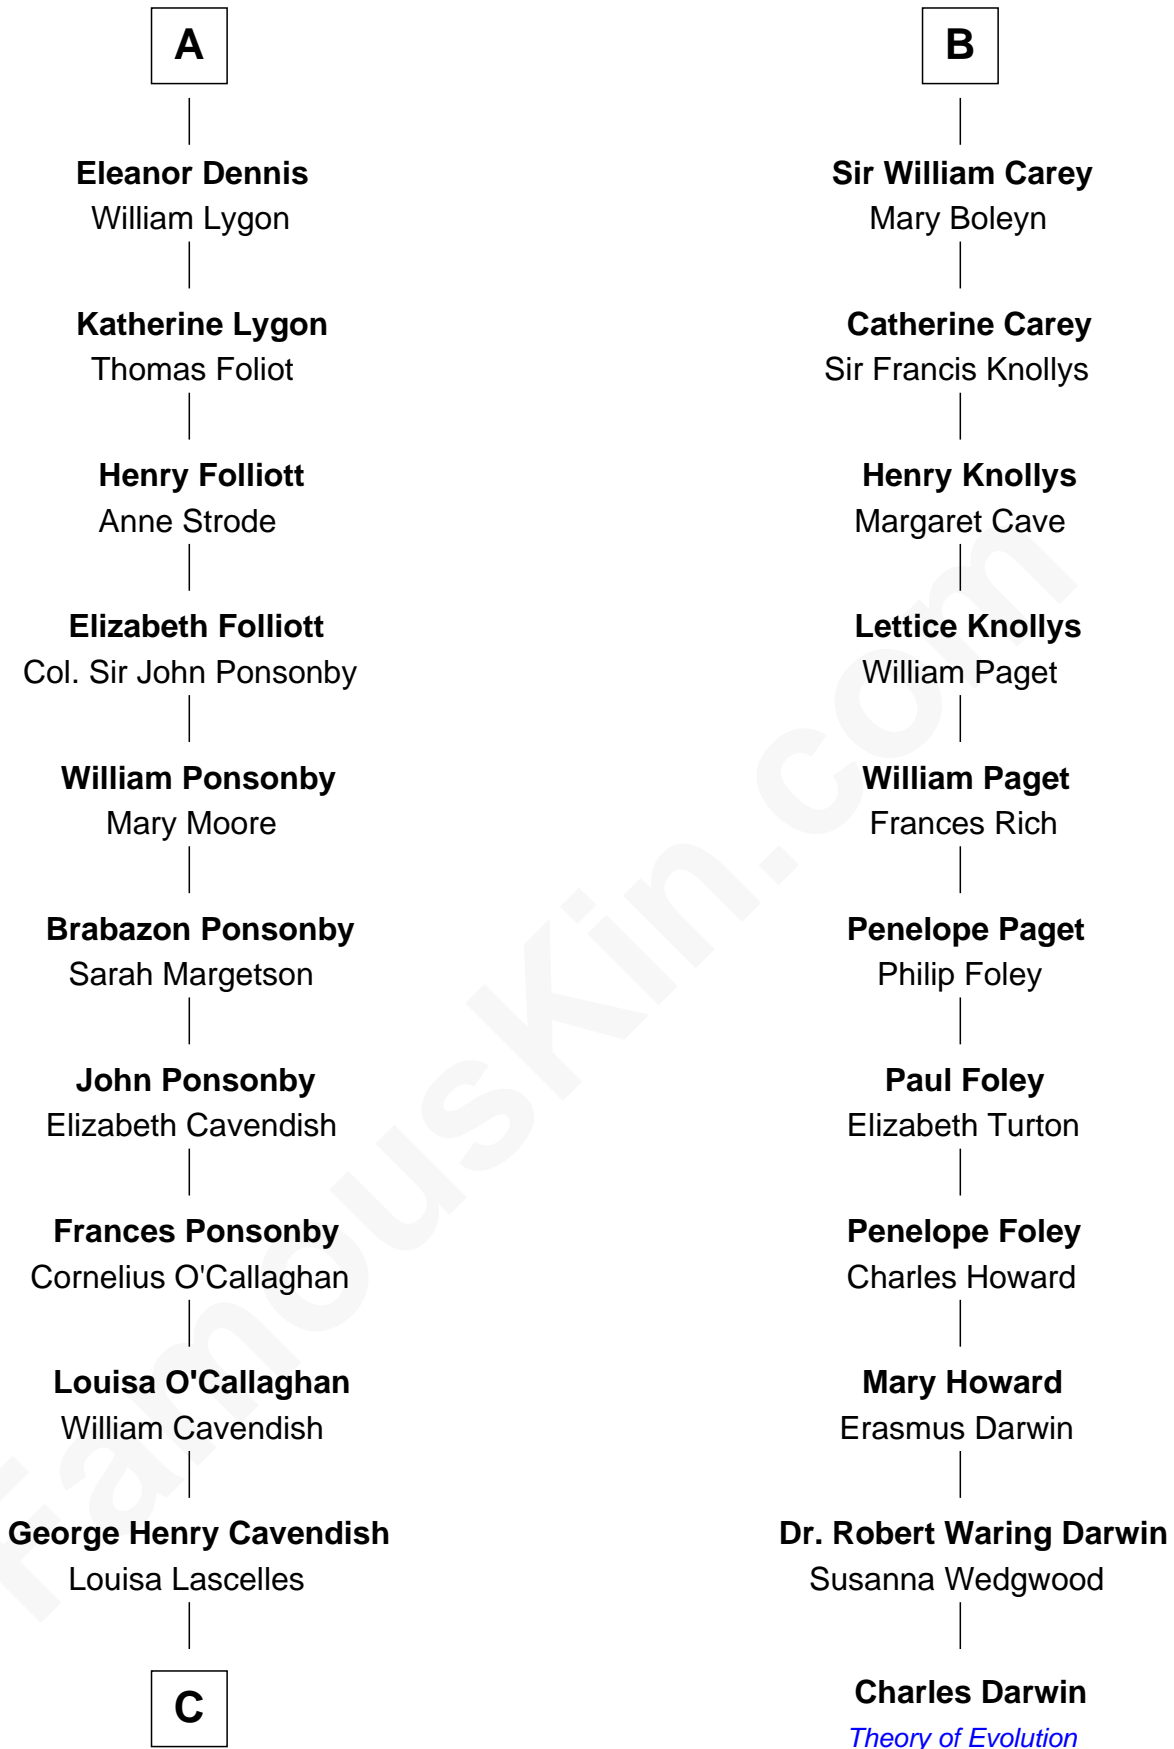 A
Eleanor Dennis
William Lygon
Katherine Lygon
Thomas Foliot
Henry Folliott
Anne Strode
Elizabeth Folliott
Col. Sir John Ponsonby
William Ponsonby
Mary Moore
Brabazon Ponsonby
Sarah Margetson
John Ponsonby
Elizabeth Cavendish
Frances Ponsonby
Cornelius O'Callaghan
Louisa O'Callaghan
William Cavendish
George Henry Cavendish
Louisa Lascelles
C
B
Sir William Carey
Mary Boleyn
Catherine Carey
Sir Francis Knollys
Henry Knollys
Margaret Cave
Lettice Knollys
William Paget
William Paget
Frances Rich
Penelope Paget
Philip Foley
Paul Foley
Elizabeth Turton
Penelope Foley
Charles Howard
Mary Howard
Erasmus Darwin
Dr. Robert Waring Darwin
Susanna Wedgwood
Charles Darwin
Theory of Evolution
FamousKin.com